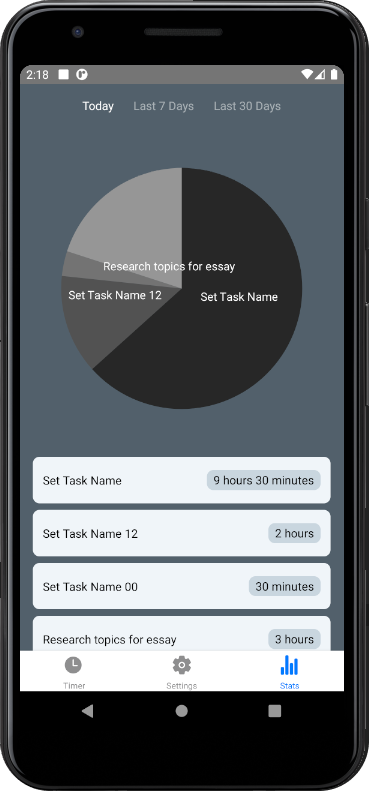 2:18
Today Last 7 Days Last 30 Days
Research topics for essay
Set Task Name 12 Set Task Name
Set Task Name 9 hours 30 minutes
Set Task Name 12 2 hours
Set Task Name 00 30 minutes
Research topics for essay 3 hours
Timer Settings Stats